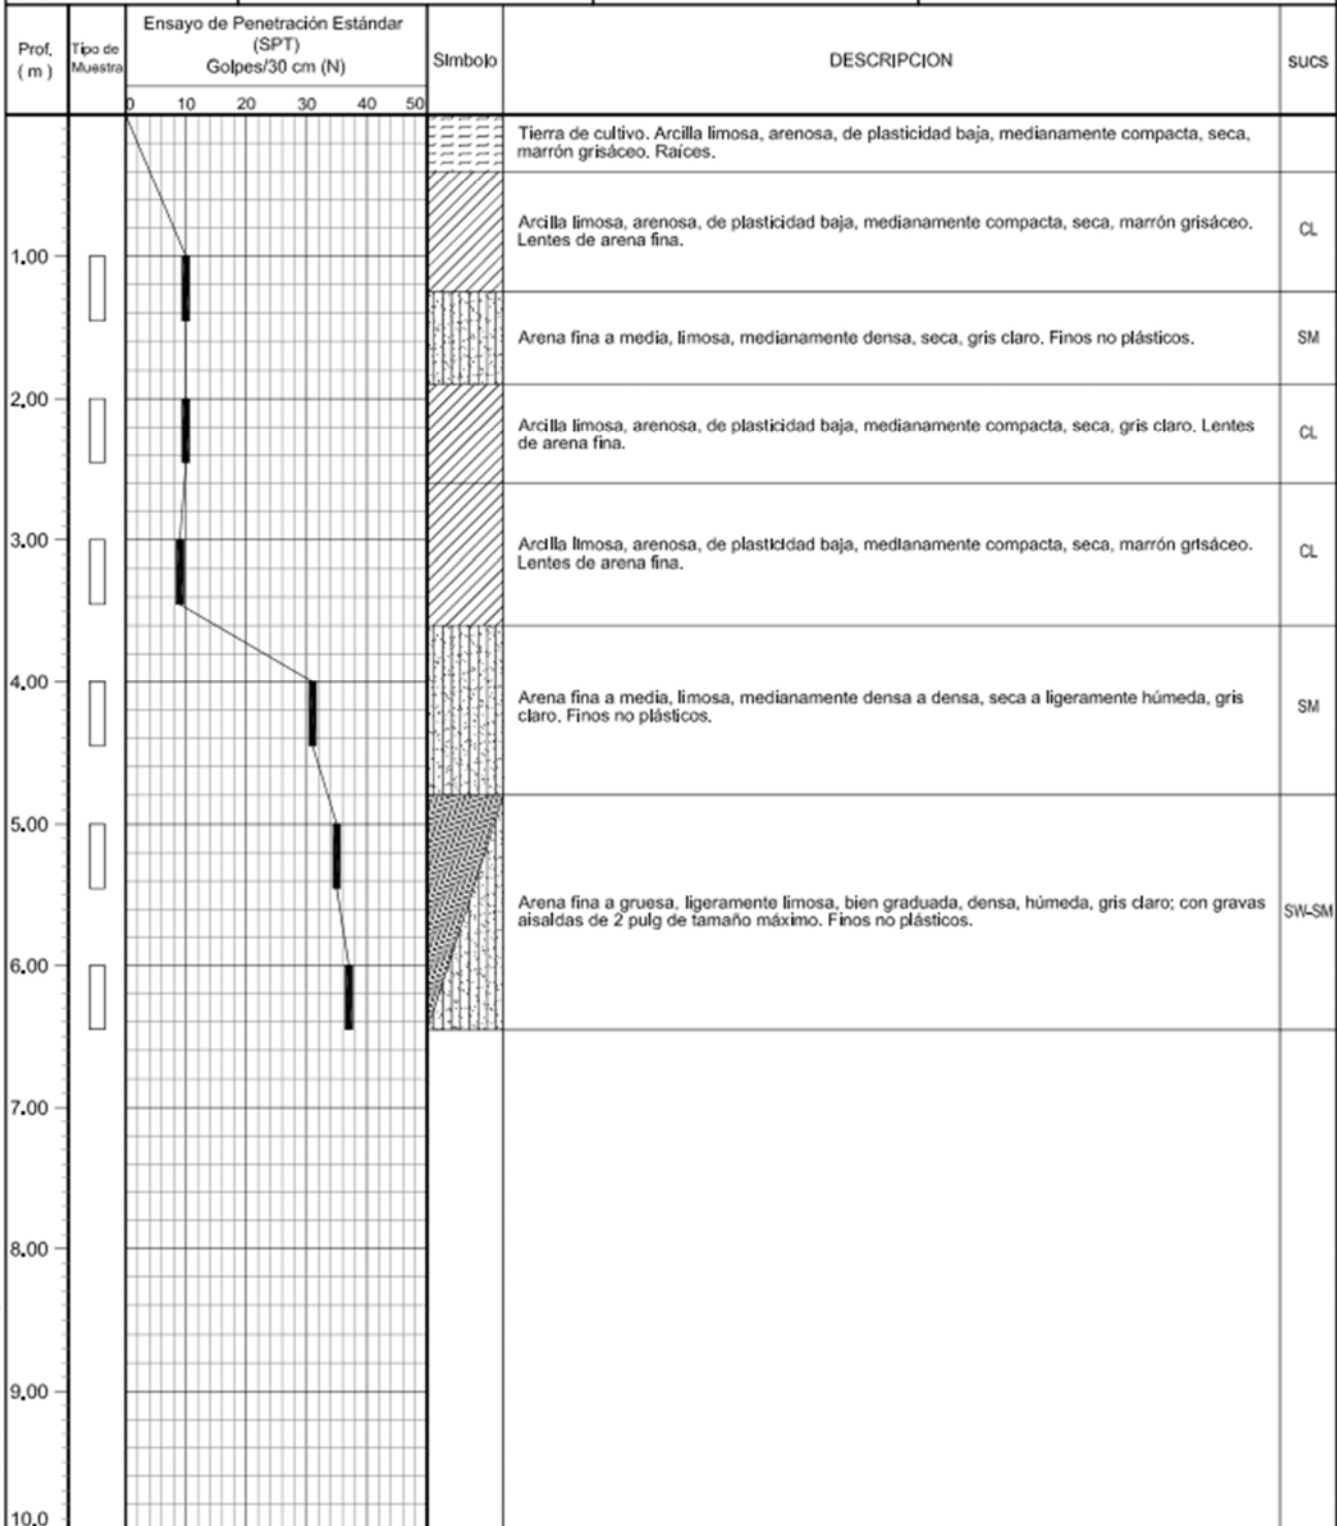 Prof.
( m )
Tipo de
Muestra
Ensayo de Penetración Estándar
(SPT)
Golpes/30 cm (N)
0 10 20 30 40 50
Símbolo
DESCRIPCION
SUCS
Tierra de cultivo. Arcilla limosa, arenosa, de plasticidad baja, medianamente compacta, seca,
marrón grisáceo. Raíces.
Arcilla limosa, arenosa, de plasticidad baja, medianamente compacta, seca, marrón grisáceo.
Lentes de arena fina.
CL
1.00
Arena fina a media, limosa, medianamente densa, seca, gris claro. Finos no plásticos.
SM
2,00
Arcilla limosa, arenosa, de plasticidad baja, medianamente compacta, seca, gris claro. Lentes
de arena fina.
CL
3.00
Arcilla limosa, arenosa, de plasticidad baja, medianamente compacta, seca, marrón grisáceo.
Lentes de arena fina.
CL
4,00
Arena fina a media, limosa, medianamente densa a densa, seca a ligeramente húmeda, gris
claro. Finos no plásticos.
SM
5.00
Arena fina a gruesa, ligeramente limosa, bien graduada, densa, húmeda, gris claro; con gravas
aisaldas de 2 pulg de tamaño máximo. Finos no plásticos.
SW-SM
6.00
7.00
8.00
9.00
10.0